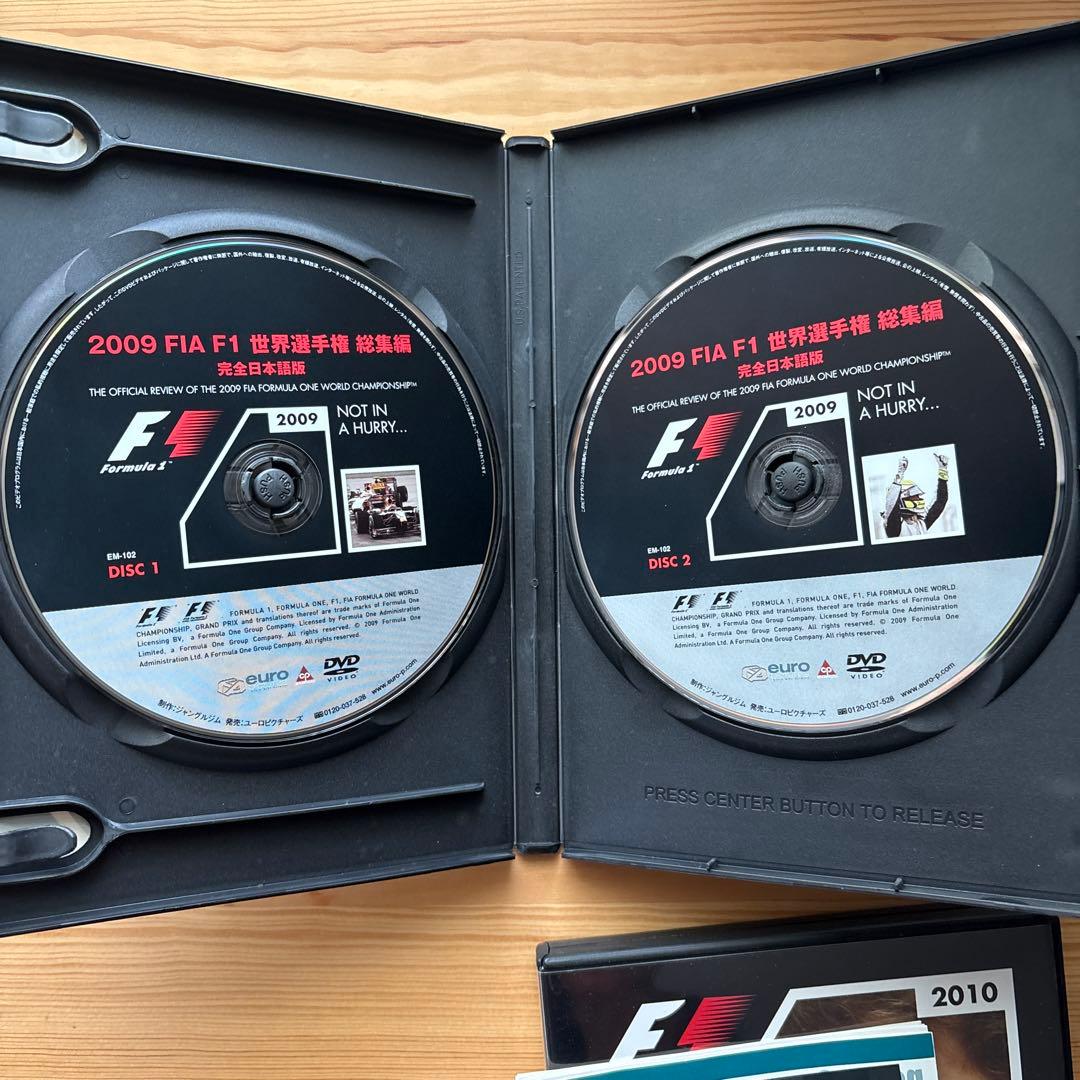 2009 FIA F1 世界選手権 総集編
完全日本語版
THE OFFICIAL REVIEW OF THE 2009 FIA FORMULA ONE WORLD CHAMPIONSHIP™
F1
Formula 1™
2009
NOT IN
A HURRY...
PUSH
EM-102
DISC 1
FORMULA 1, FORMULA ONE, F1, FIA FORMULA ONE WORLD
CHAMPIONSHIP, GRAND PRIX and translations thereof are trade marks of Formula One
Licensing BV, a Formula One Group Company. Licensed by Formula One Administration
Limited, a Formula One Group Company. All rights reserved. © 2009 Formula One
Administration Ltd. A Formula One Group Company. All rights reserved.
euro
cp
DVD
VIDEO
制作:ジャングルジム 発売:ユーロピクチャーズ 0120-037-528 www.euro-p.com
US/PATENTED
2009 FIA F1 世界選手権 総集編
完全日本語版
THE OFFICIAL REVIEW OF THE 2009 FIA FORMULA ONE WORLD CHAMPIONSHIP™
F1
Formula 1™
2009
NOT IN
A HURRY...
PUSH
EM-102
DISC 2
FORMULA 1, FORMULA ONE, F1, FIA FORMULA ONE WORLD
CHAMPIONSHIP, GRAND PRIX and translations thereof are trade marks of Formula One
Licensing BV, a Formula One Group Company. Licensed by Formula One Administration
Limited, a Formula One Group Company. All rights reserved. © 2009 Formula One
Administration Ltd. A Formula One Group Company. All rights reserved.
euro
cp
DVD
VIDEO
制作:ジャングルジム 発売:ユーロピクチャーズ 0120-037-528 www.euro-p.com
PRESS CENTER BUTTON TO RELEASE
F1
2010